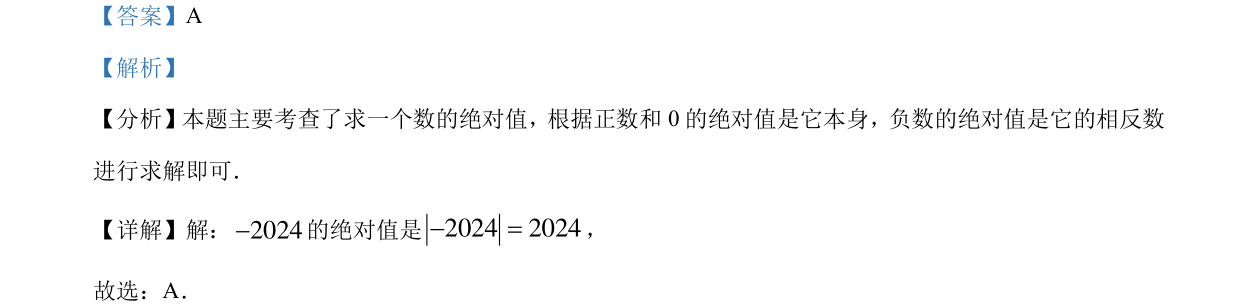 【答案】A
【解析】
【分析】本题主要考查了求一个数的绝对值，根据正数和 0 的绝对值是它本身，负数的绝对值是它的相反数
进行求解即可．
【详解】解：−2024 的绝对值是|−2024| = 2024，
故选：A．